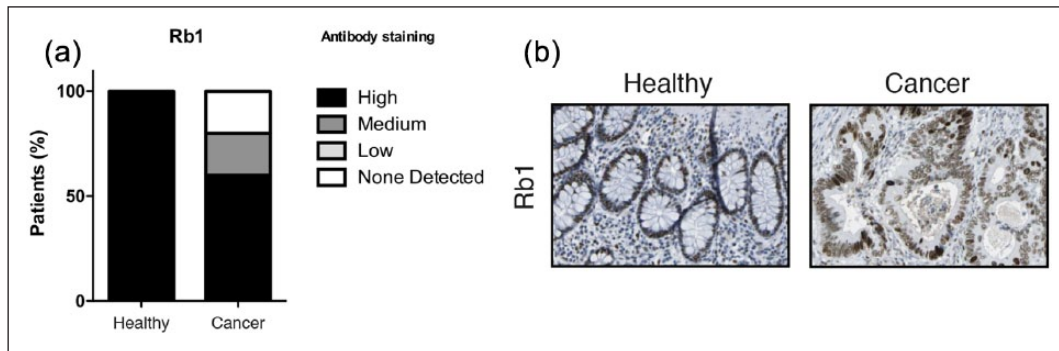 (a)
Rb1
Antibody staining
High
Medium
Low
None Detected
Patients (%)
100
50
0
Healthy
Cancer
(b)
Healthy
Cancer
Rb1